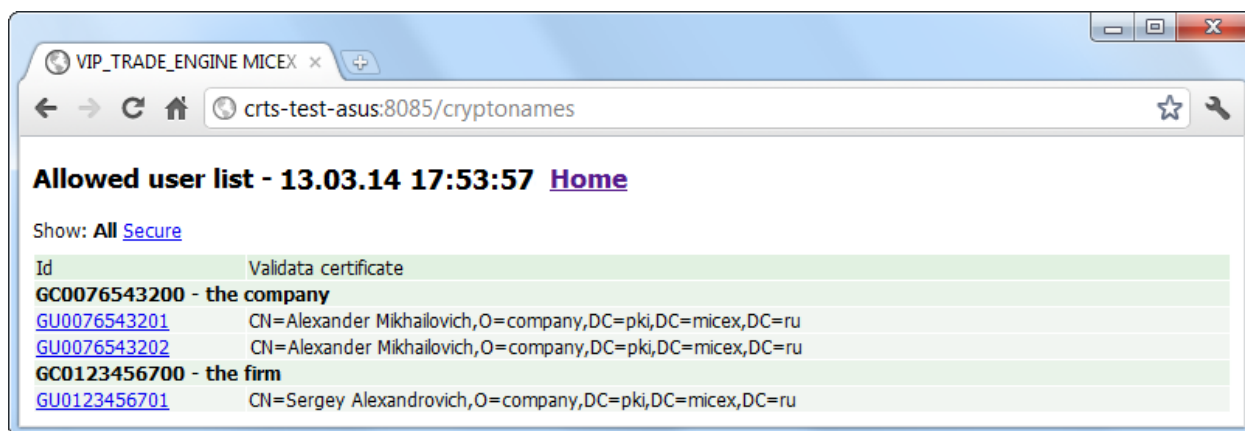 VIP_TRADE_ENGINE MICEX
crts-test-asus:8085/cryptonames
Allowed user list - 13.03.14 17:53:57 Home
Show: All Secure
Id Validata certificate
GC0076543200 - the company
GU0076543201 CN=Alexander Mikhailovich,O=company,DC=pki,DC=micex,DC=ru
GU0076543202 CN=Alexander Mikhailovich,O=company,DC=pki,DC=micex,DC=ru
GC0123456700 - the firm
GU0123456701 CN=Sergey Alexandrovich,O=company,DC=pki,DC=micex,DC=ru